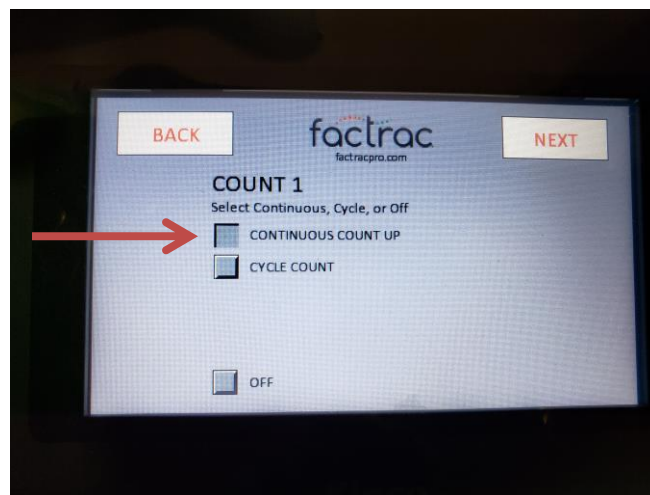 BACK
factrac
factracpro.com
NEXT
COUNT 1
Select Continuous, Cycle, or Off
CONTINUOUS COUNT UP
CYCLE COUNT
OFF